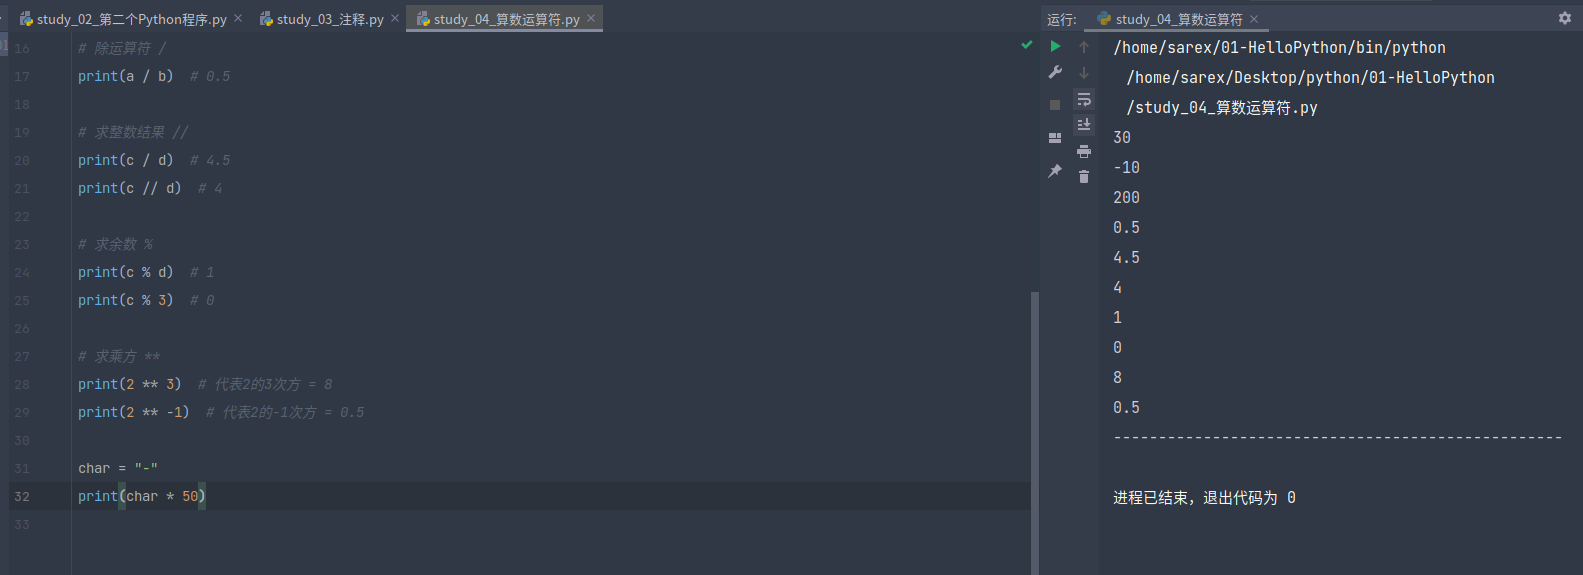 study_02_第二个Python程序.py
study_03_注释.py
study_04_算数运算符.py
16 # 除运算符 /
17 print(a / b)  # 0.5
18
19 # 求整数结果 //
20 print(c / d)  # 4.5
21 print(c // d)  # 4
22
23 # 求余数 %
24 print(c % d)  # 1
25 print(c % 3)  # 0
26
27 # 求乘方 **
28 print(2 ** 3)  # 代表2的3次方 = 8
29 print(2 ** -1)  # 代表2的-1次方 = 0.5
30
31 char = "-"
32 print(char * 50)
33
运行: study_04_算数运算符
/home/sarex/01-HelloPython/bin/python
/home/sarex/Desktop/python/01-HelloPython
/study_04_算数运算符.py
30
-10
200
0.5
4.5
4
1
0
8
0.5
--------------------------------------------------
进程已结束，退出代码为 0